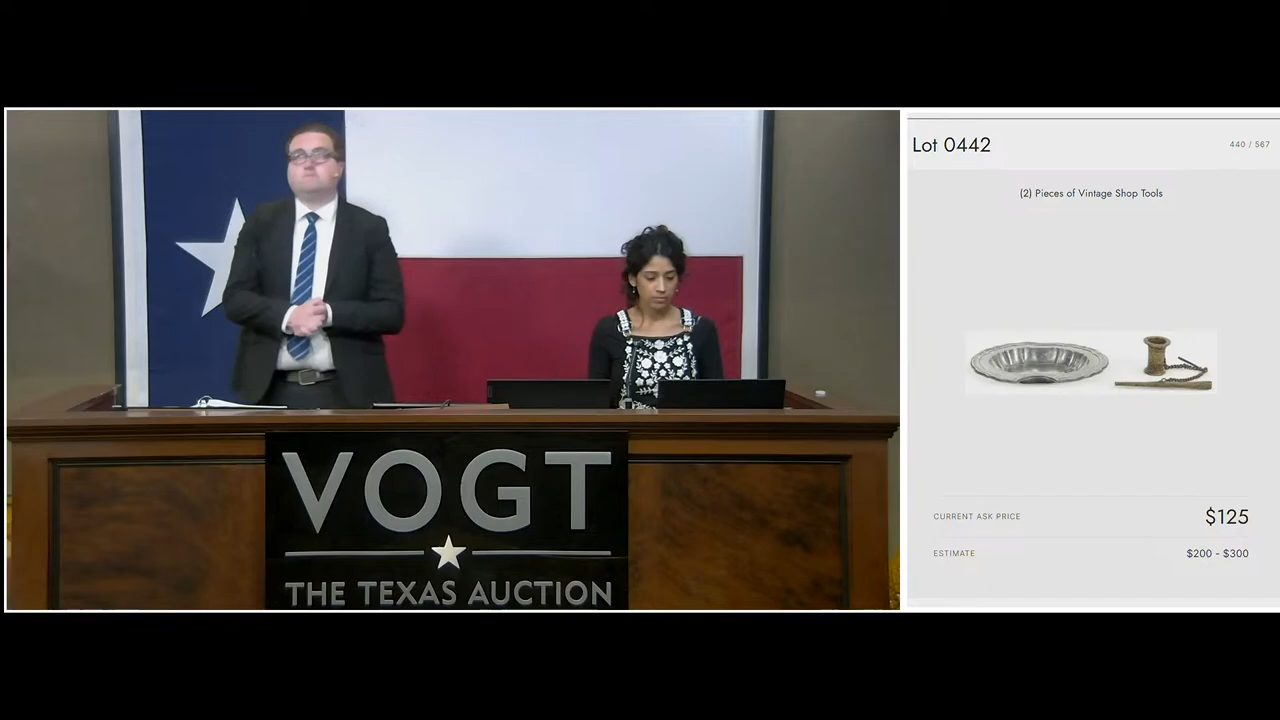 VOGT
THE TEXAS AUCTION
Lot 0442
440 / 567
(2) Pieces of Vintage Shop Tools
CURRENT ASK PRICE
$125
ESTIMATE
$200 - $300